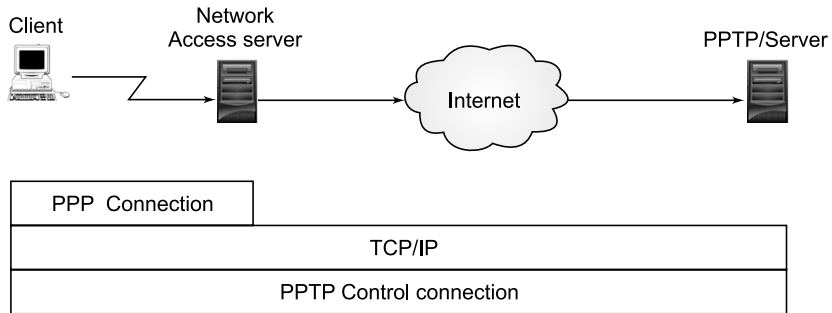 Client
Network
Access server
PPTP/Server
Internet
PPP Connection
TCP/IP
PPTP Control connection